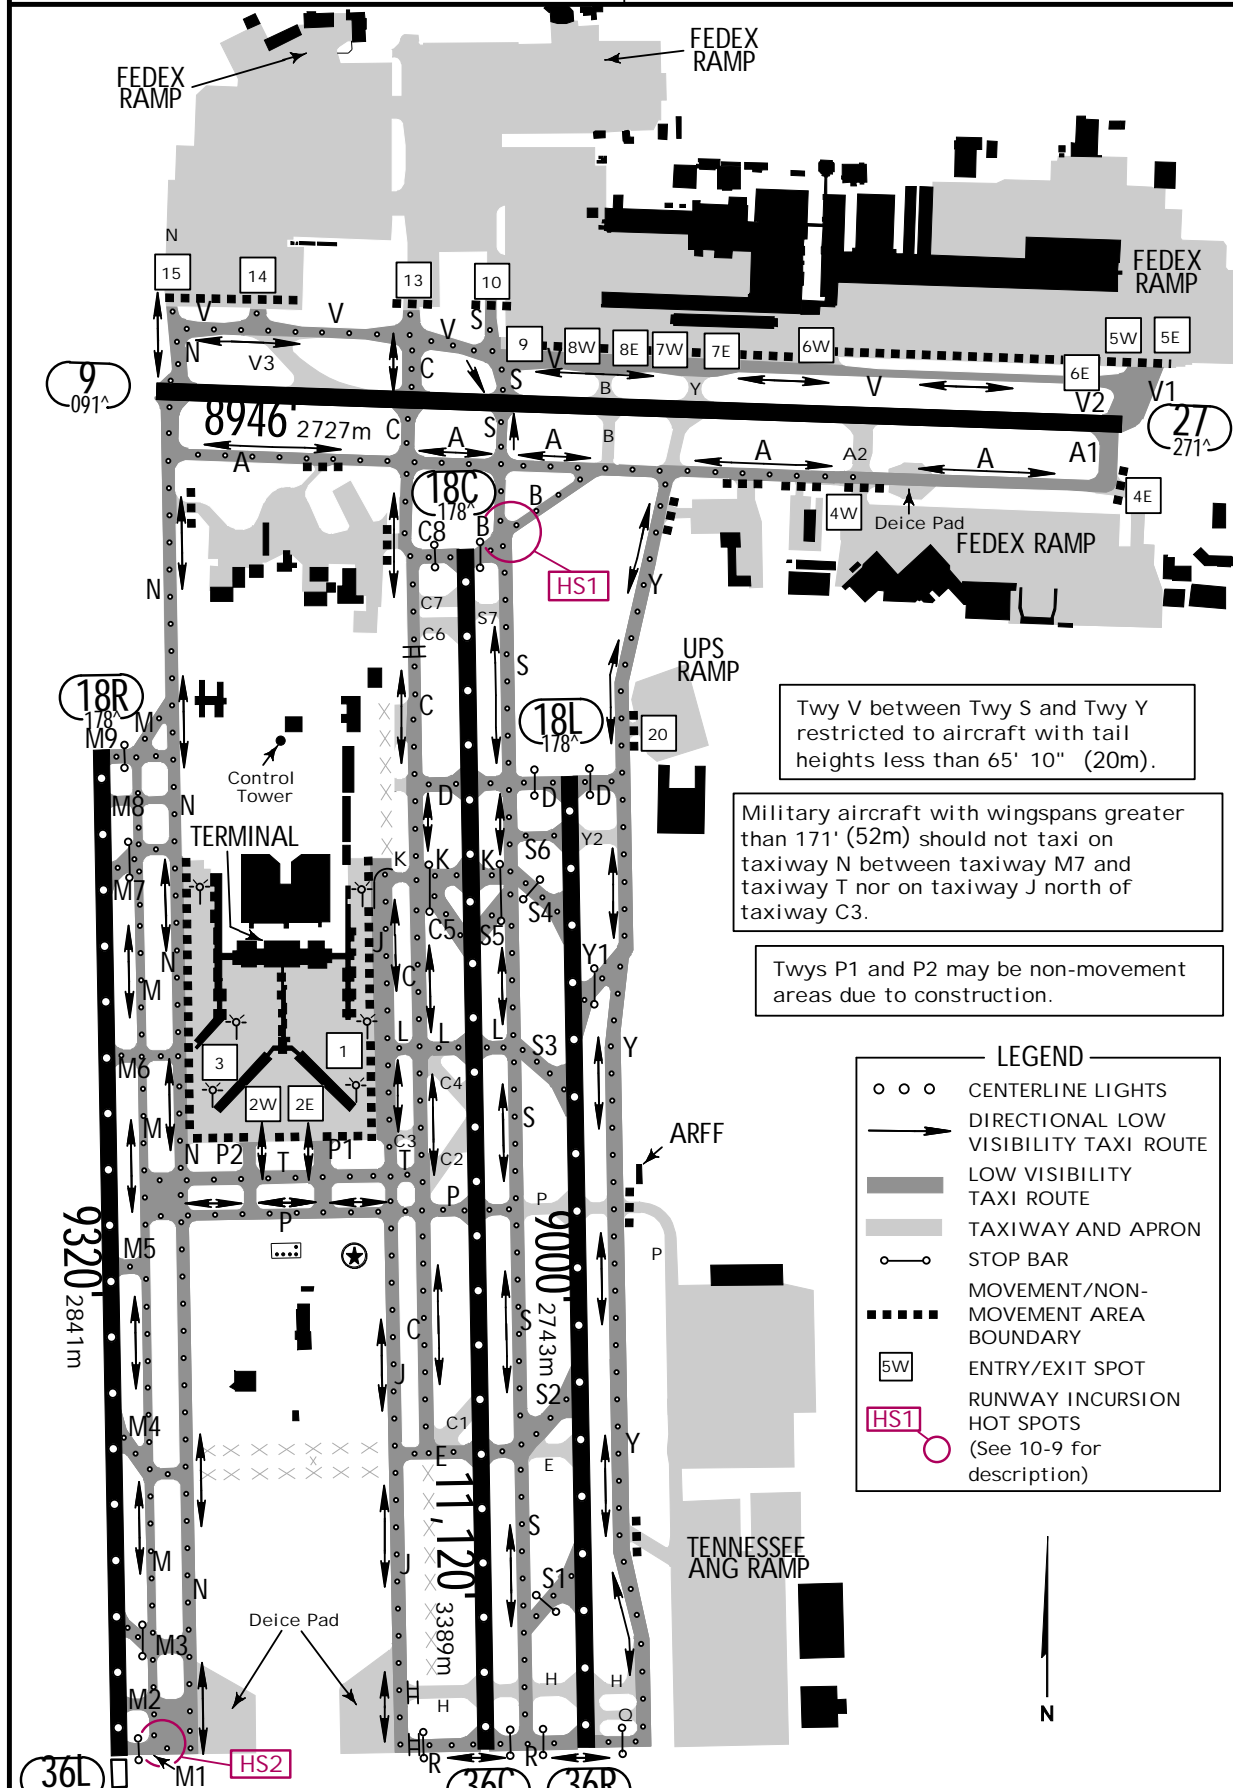 FEDEX
RAMP
FEDEX
RAMP
FEDEX
RAMP
N
15
14
13
10
9
8W
8E
7W
7E
6W
5W
5E
6E
V
V
V
S
V
V
V3
N
C
S
B
Y
V2
V1
9
091^
27
271^
8946'
2727m
C
S
A
A
A
B
A
A2
A
A1
18C
178^
B
C8
B
4W
4E
Deice Pad
FEDEX RAMP
HS1
N
Y
C7
C6
S7
S
C
UPS
RAMP
20
18R
178^
M
M9
18L
178^
Control
Tower
Twy V between Twy S and Twy Y
restricted to aircraft with tail
heights less than 65' 10" (20m).
Military aircraft with wingspans greater
than 171' (52m) should not taxi on
taxiway N between taxiway M7 and
taxiway T nor on taxiway J north of
taxiway C3.
Twys P1 and P2 may be non-movement
areas due to construction.
M8
N
TERMINAL
D
D
D
S6
Y2
K
K
K
M7
S4
C5
S5
N
J
Y1
M
C
L
L
L
S3
Y
M6
3
1
2W
2E
C4
S
M
N
P2
T
P1
C3
T
C2
ARFF
P
P
P
P
9320'
2841m
M5
9000'
2743m
C
S
J
S2
M4
C1
E
E
Y
11,120'
3389m
M
N
J
S
S1
TENNESSEE
ANG RAMP
Deice Pad
M3
M2
H
H
H
Q
HS2
M1
R
R
36L
36C
36R
LEGEND
CENTERLINE LIGHTS
DIRECTIONAL LOW
VISIBILITY TAXI ROUTE
LOW VISIBILITY
TAXI ROUTE
TAXIWAY AND APRON
STOP BAR
MOVEMENT/NON-
MOVEMENT AREA
BOUNDARY
5W
ENTRY/EXIT SPOT
HS1
RUNWAY INCURSION
HOT SPOTS
(See 10-9 for
description)
N